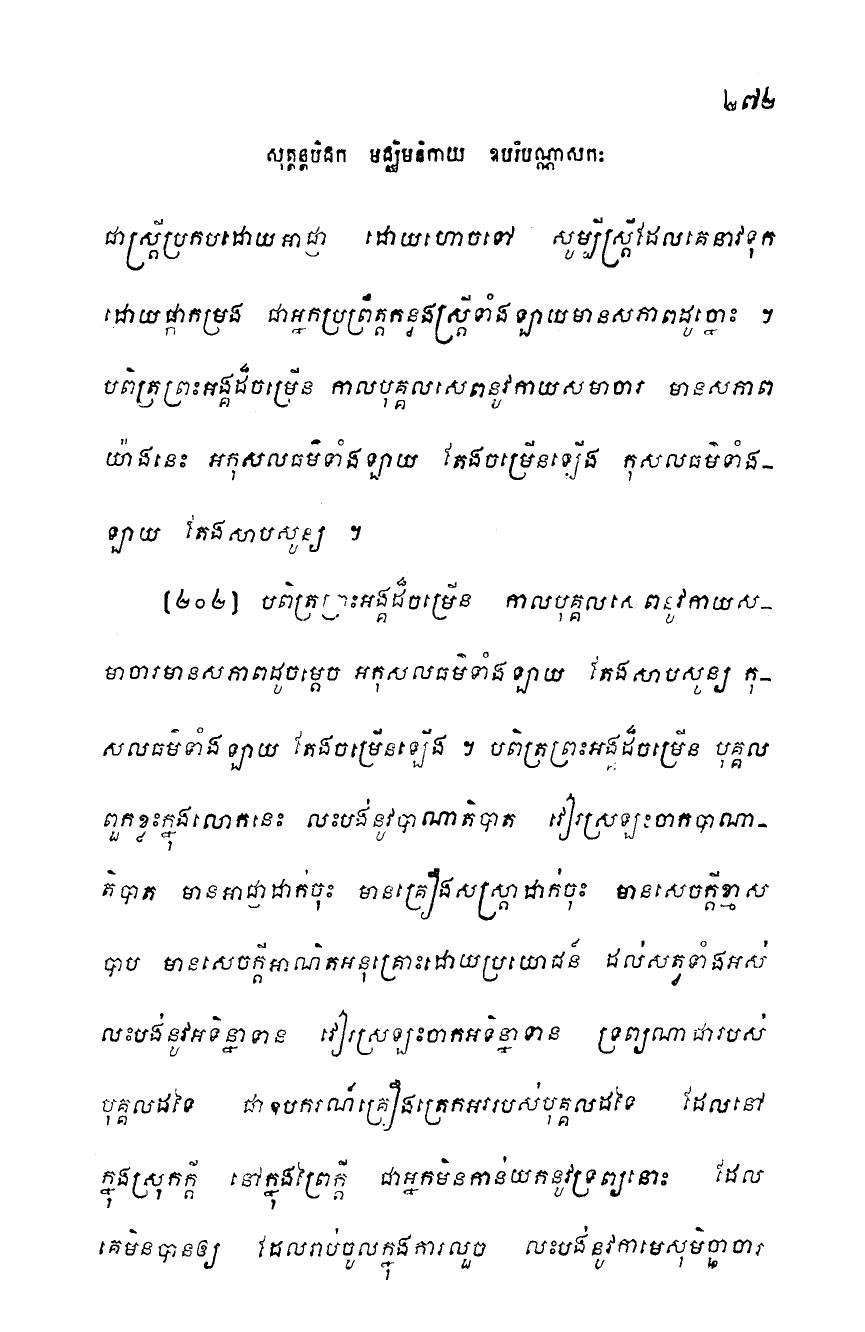 ២៧២
សុត្តន្តបិដក មជ្ឈិមនិកាយ ឧបរិបណ្ណាសកៈ
ជាស្ត្រីប្រកបដោយអាជ្ញា ដោយហោចទៅ សូម្បីស្ត្រីដែលគេនាំទុក
ដោយផ្កាកម្រង ជាអ្នកប្រព្រឹត្តកន្លងស្ត្រីទាំងឡាយមានសភាពដូច្នោះ ។
បពិត្រព្រះអង្គដ៏ចម្រើន កាលបុគ្គលសេពនូវកាយសមាចារ មានសភាព
យ៉ាងនេះ អកុសលធម៌ទាំងឡាយ តែងចម្រើនឡើង កុសលធម៌ទាំង-
ឡាយ តែងសាបសូន្យ ។
(២០២) បពិត្រព្រះអង្គដ៏ចម្រើន កាលបុគ្គលសេពនូវកាយស-
មាចារមានសភាពដូចម្តេច អកុសលធម៌ទាំងឡាយ តែងសាបសូន្យ កុ-
សលធម៌ទាំងឡាយ តែងចម្រើនឡើង ។ បពិត្រព្រះអង្គដ៏ចម្រើន បុគ្គល
ពួកខ្លះក្នុងលោកនេះ លះបង់នូវបាណាតិបាត វៀរស្រឡះចាកបាណា-
តិបាត មានអាជ្ញាដាក់ចុះ មានគ្រឿងសស្ត្រាដាក់ចុះ មានសេចក្តីខ្មាស
បាប មានសេចក្តីអាណិតអនុគ្រោះដោយប្រយោជន៍ ដល់សត្វទាំងអស់
លះបង់នូវអទិន្នាទាន វៀរស្រឡះចាកអទិន្នាទាន ទ្រព្យណាជារបស់
បុគ្គលដទៃ ជាឧបករណ៍គ្រឿងត្រេកអររបស់បុគ្គលដទៃ ដែលនៅ
ក្នុងស្រុកក្តី នៅក្នុងព្រៃក្តី ជាអ្នកមិនកាន់យកនូវទ្រព្យនោះ ដែល
គេមិនបានឲ្យ ដែលរាប់ចូលក្នុងការលួច លះបង់នូវកាមេសុមិច្ឆាចារ